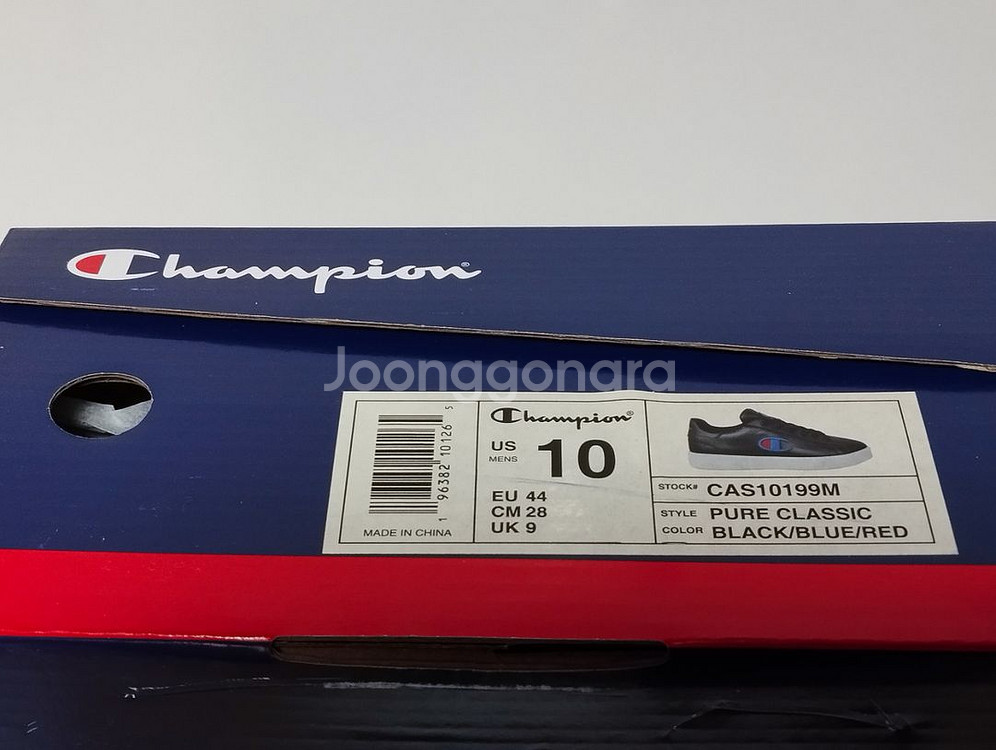 Champion®
Joonggonara
1 96382 10126 5
MADE IN CHINA
Champion®
US
MENS
10
EU 44
CM 28
UK 9
STOCK# CAS10199M
STYLE PURE CLASSIC
COLOR BLACK/BLUE/RED